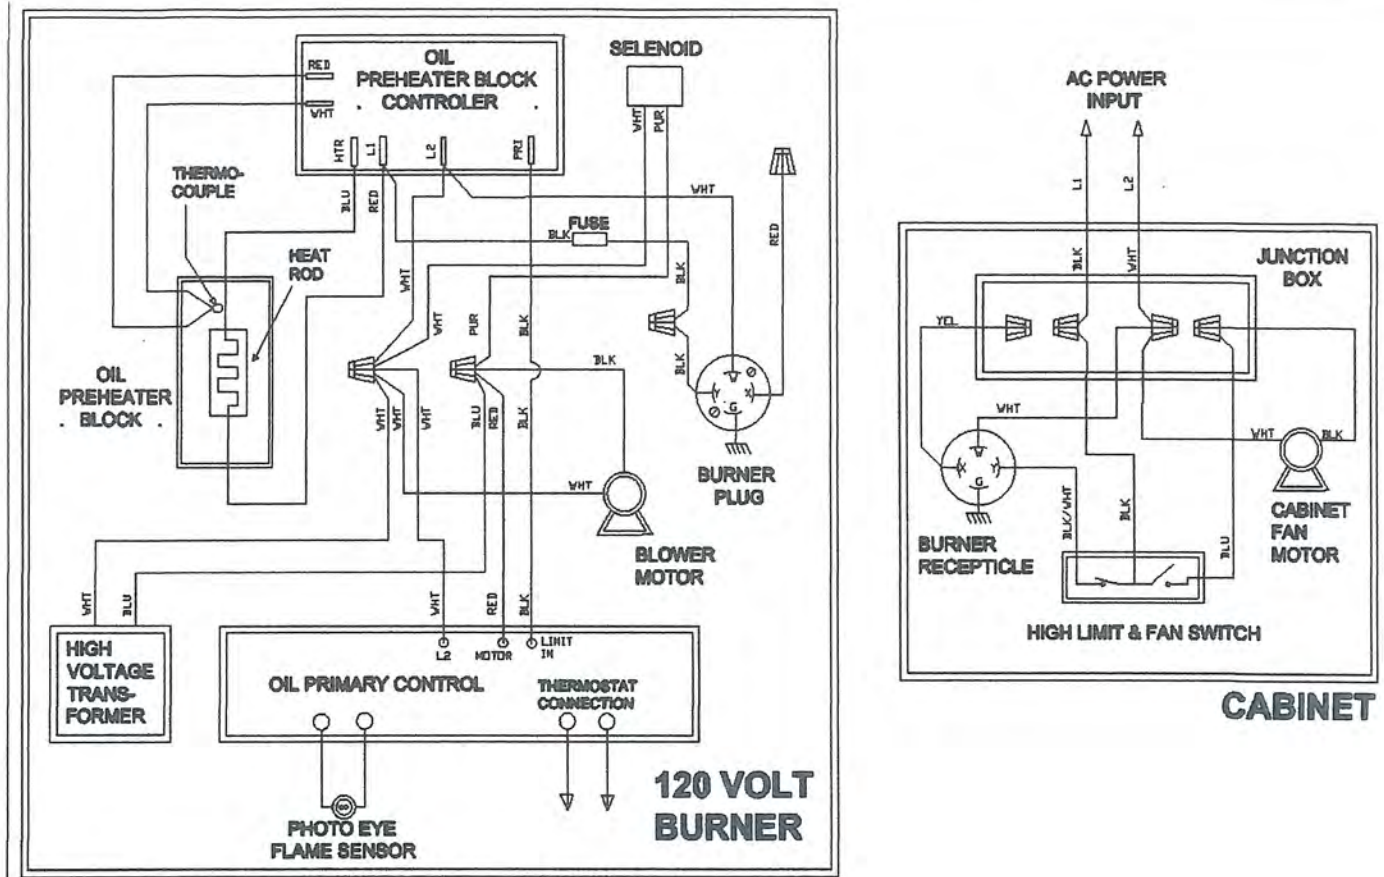 OIL
PREHEATER BLOCK
CONTROLER
RED
WHT
HTR
L1
L2
PRI
BLU
RED
SELENOID
WHT
PUR
THERMO-
COUPLE
HEAT
ROD
OIL
PREHEATER
BLOCK
FUSE
BLK
WHT
RED
BLK
BLK
WHT
WHT
PUR
BLK
BLK
WHT
WHT
WHT
BLU
RED
BLK
WHT
Y
W
X
G
BURNER
PLUG
BLOWER
MOTOR
WHT
BLU
WHT
RED
BLK
HIGH
VOLTAGE
TRANS-
FORMER
L2
MOTOR
LIMIT
IN
OIL PRIMARY CONTROL
THERMOSTAT
CONNECTION
PHOTO EYE
FLAME SENSOR
120 VOLT
BURNER
AC POWER
INPUT
L1
L2
BLK
WHT
JUNCTION
BOX
YEL
WHT
X
W
Y
G
BURNER
RECEPTICLE
BLK/WHT
BLK
BLU
WHT
BLK
CABINET
FAN
MOTOR
HIGH LIMIT & FAN SWITCH
CABINET